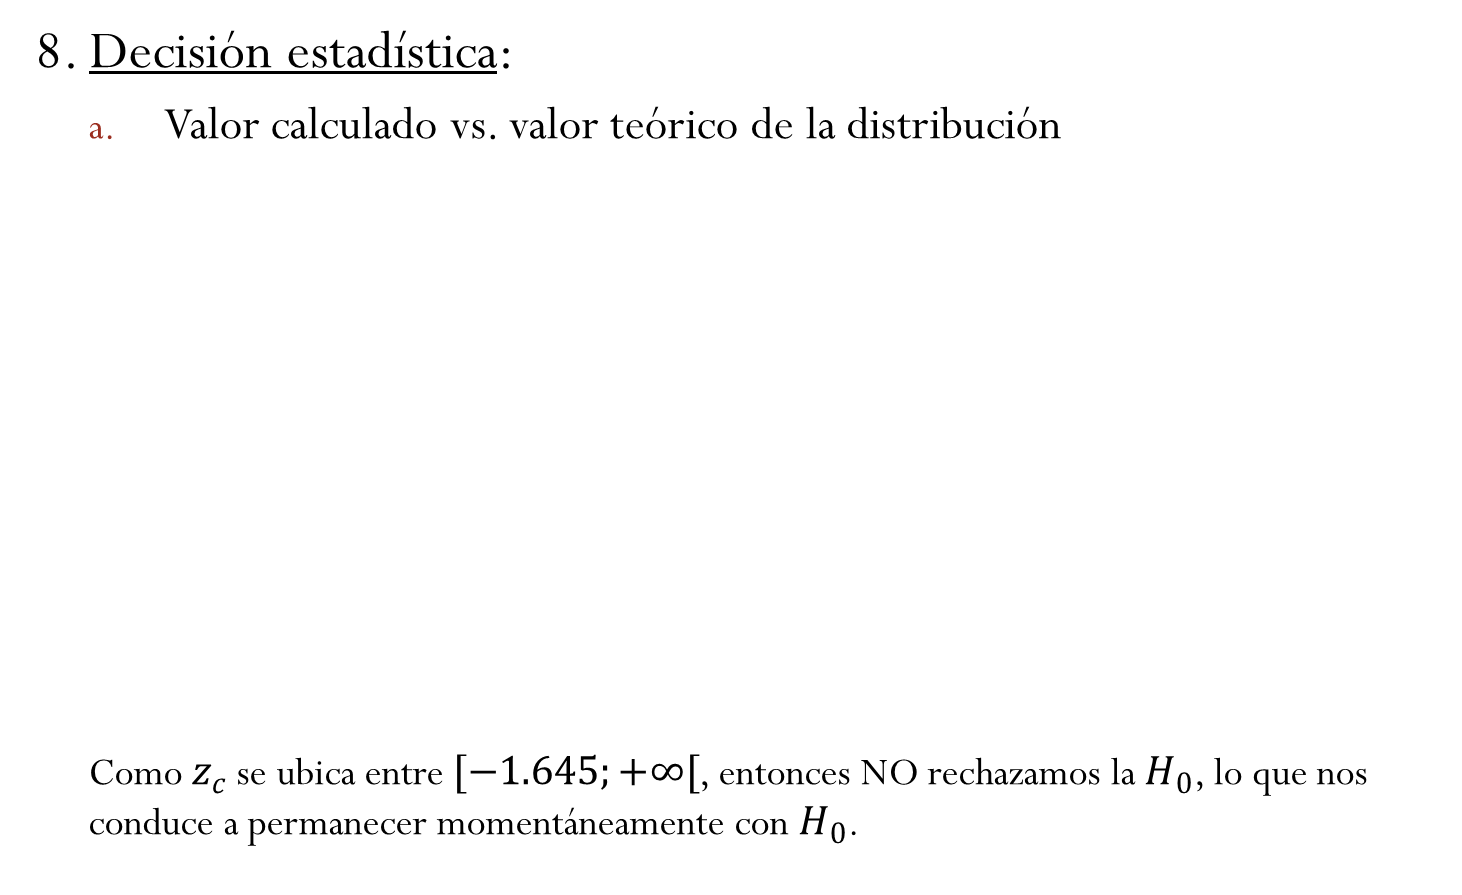 8. Decisión estadística:
a. Valor calculado vs. valor teórico de la distribución
Como z_c se ubica entre [−1.645; +∞[, entonces NO rechazamos la H_0, lo que nos
conduce a permanecer momentáneamente con H_0.